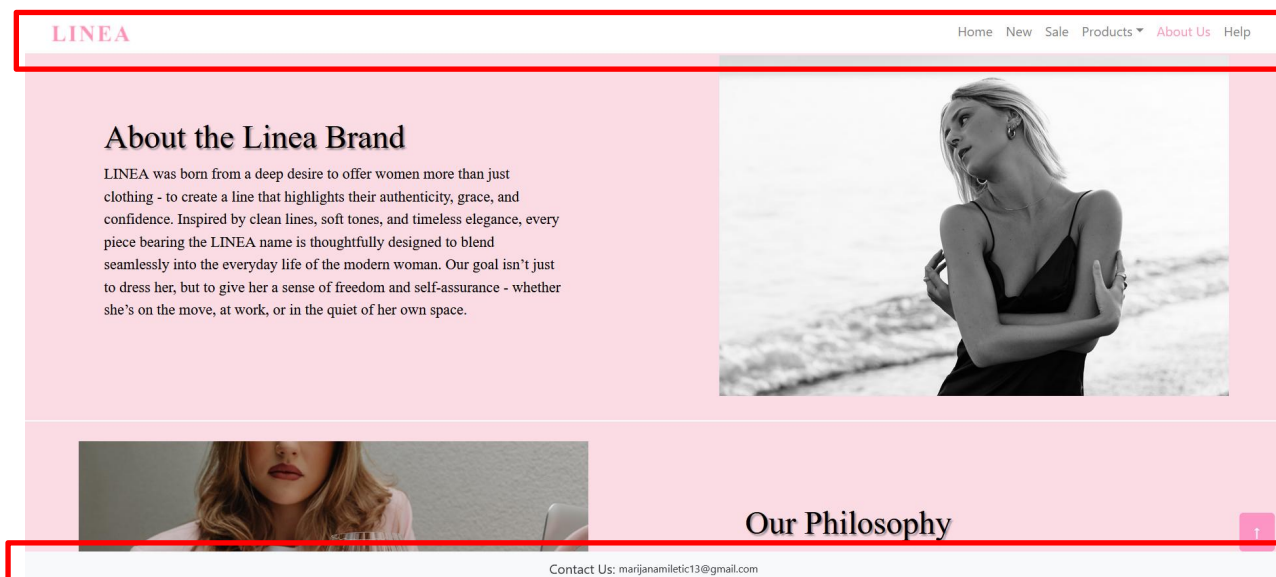 LINEA
Home New Sale Products About Us Help
About the Linea Brand
LINEA was born from a deep desire to offer women more than just
clothing - to create a line that highlights their authenticity, grace, and
confidence. Inspired by clean lines, soft tones, and timeless elegance, every
piece bearing the LINEA name is thoughtfully designed to blend
seamlessly into the everyday life of the modern woman. Our goal isn’t just
to dress her, but to give her a sense of freedom and self-assurance - whether
she’s on the move, at work, or in the quiet of her own space.
Our Philosophy
↑
Contact Us: marijanamiletic13@gmail.com